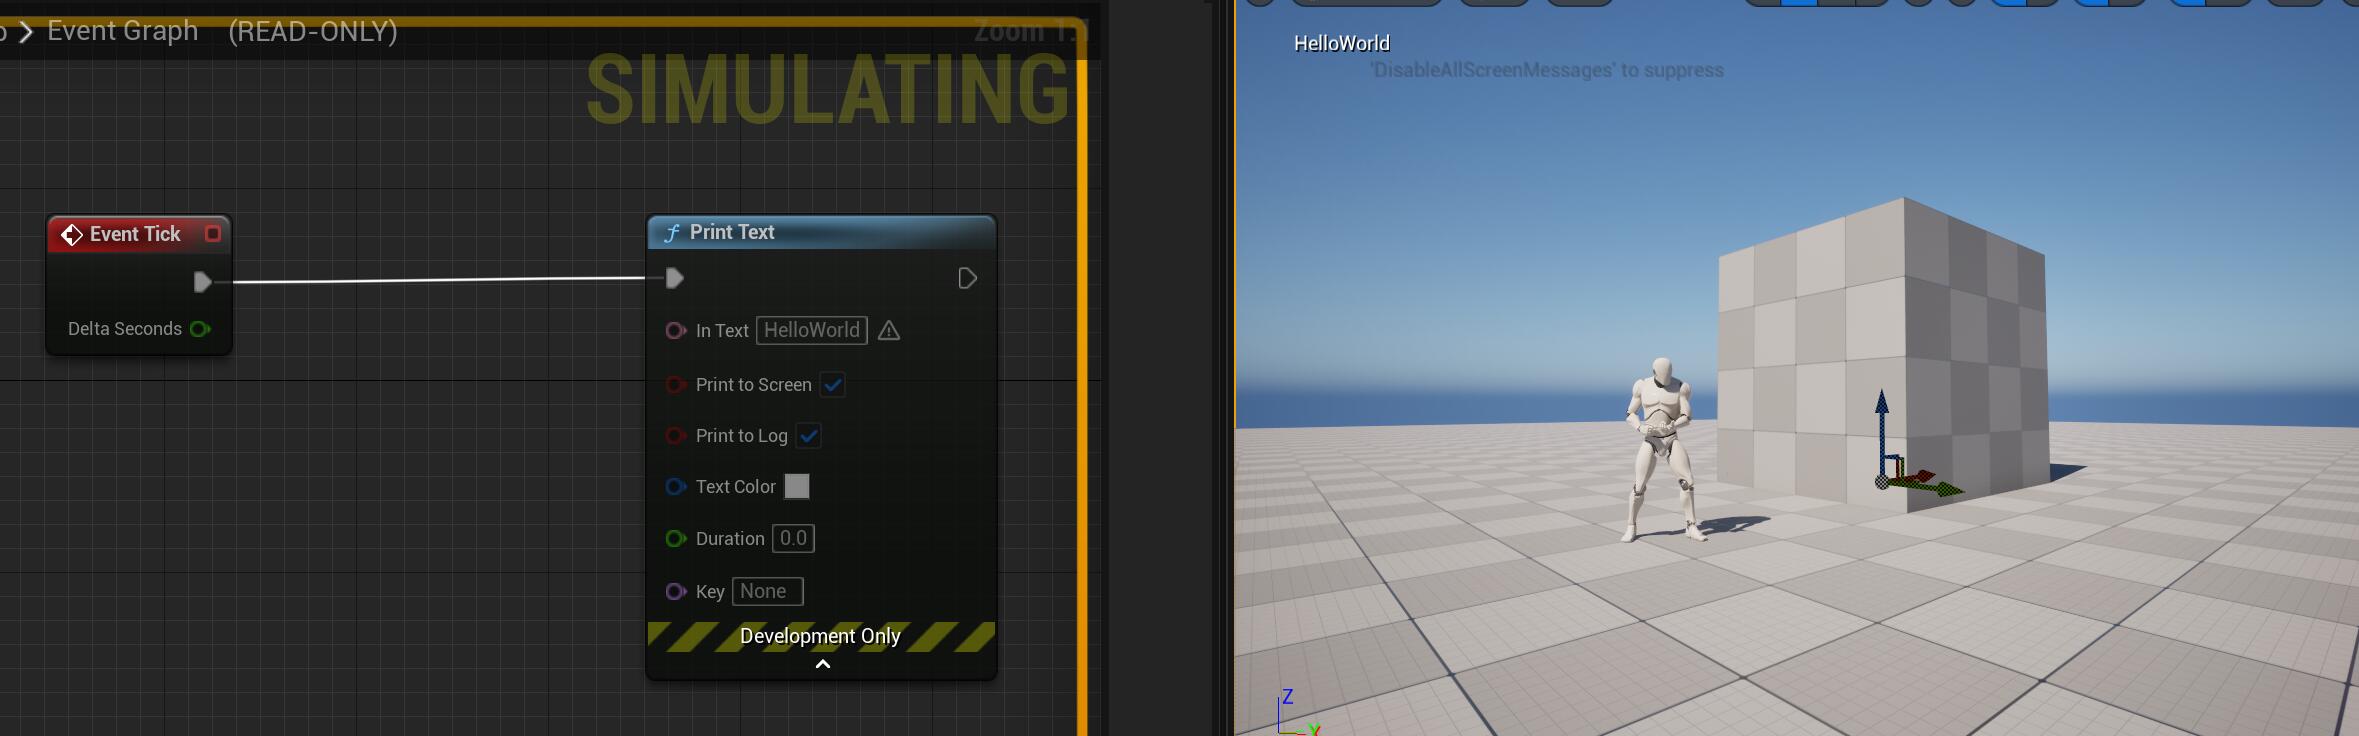 Event Graph (READ-ONLY)
Zoom 1:1
SIMULATING
Event Tick
Delta Seconds
Print Text
In Text HelloWorld
Print to Screen
Print to Log
Text Color
Duration 0.0
Key None
Development Only
HelloWorld
'DisableAllScreenMessages' to suppress
Z
Y